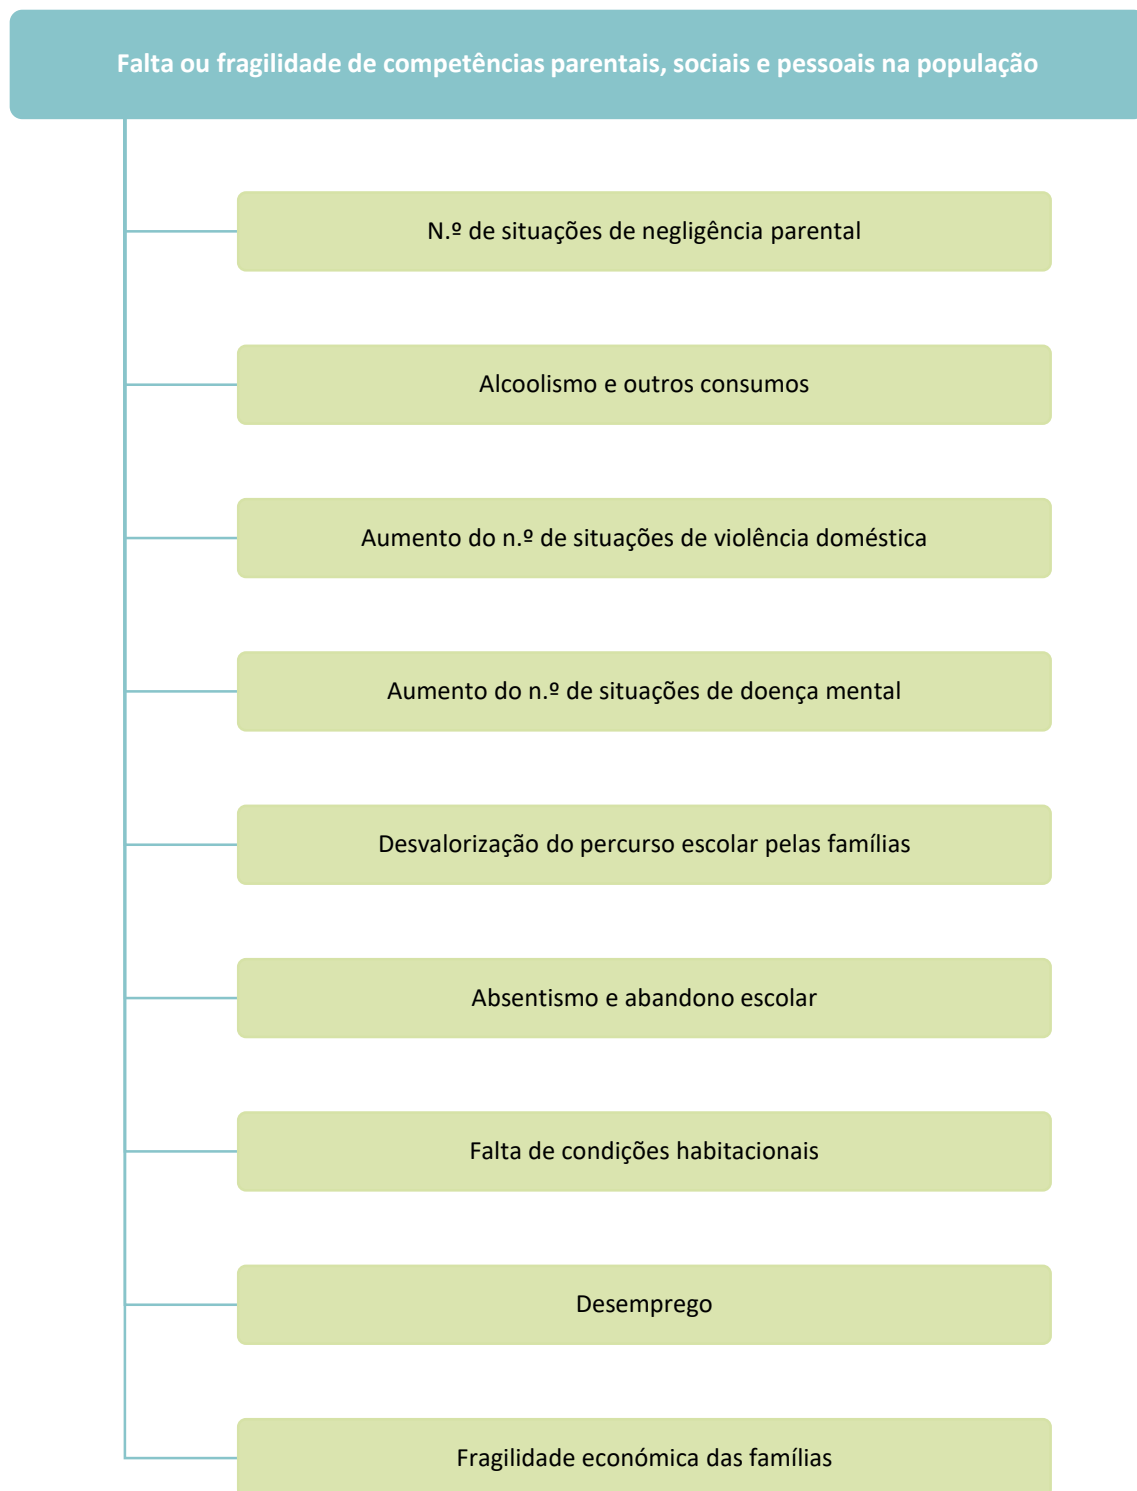 Falta ou fragilidade de competências parentais, sociais e pessoais na população
N.º de situações de negligência parental
Alcoolismo e outros consumos
Aumento do n.º de situações de violência doméstica
Aumento do n.º de situações de doença mental
Desvalorização do percurso escolar pelas famílias
Absentismo e abandono escolar
Falta de condições habitacionais
Desemprego
Fragilidade económica das famílias